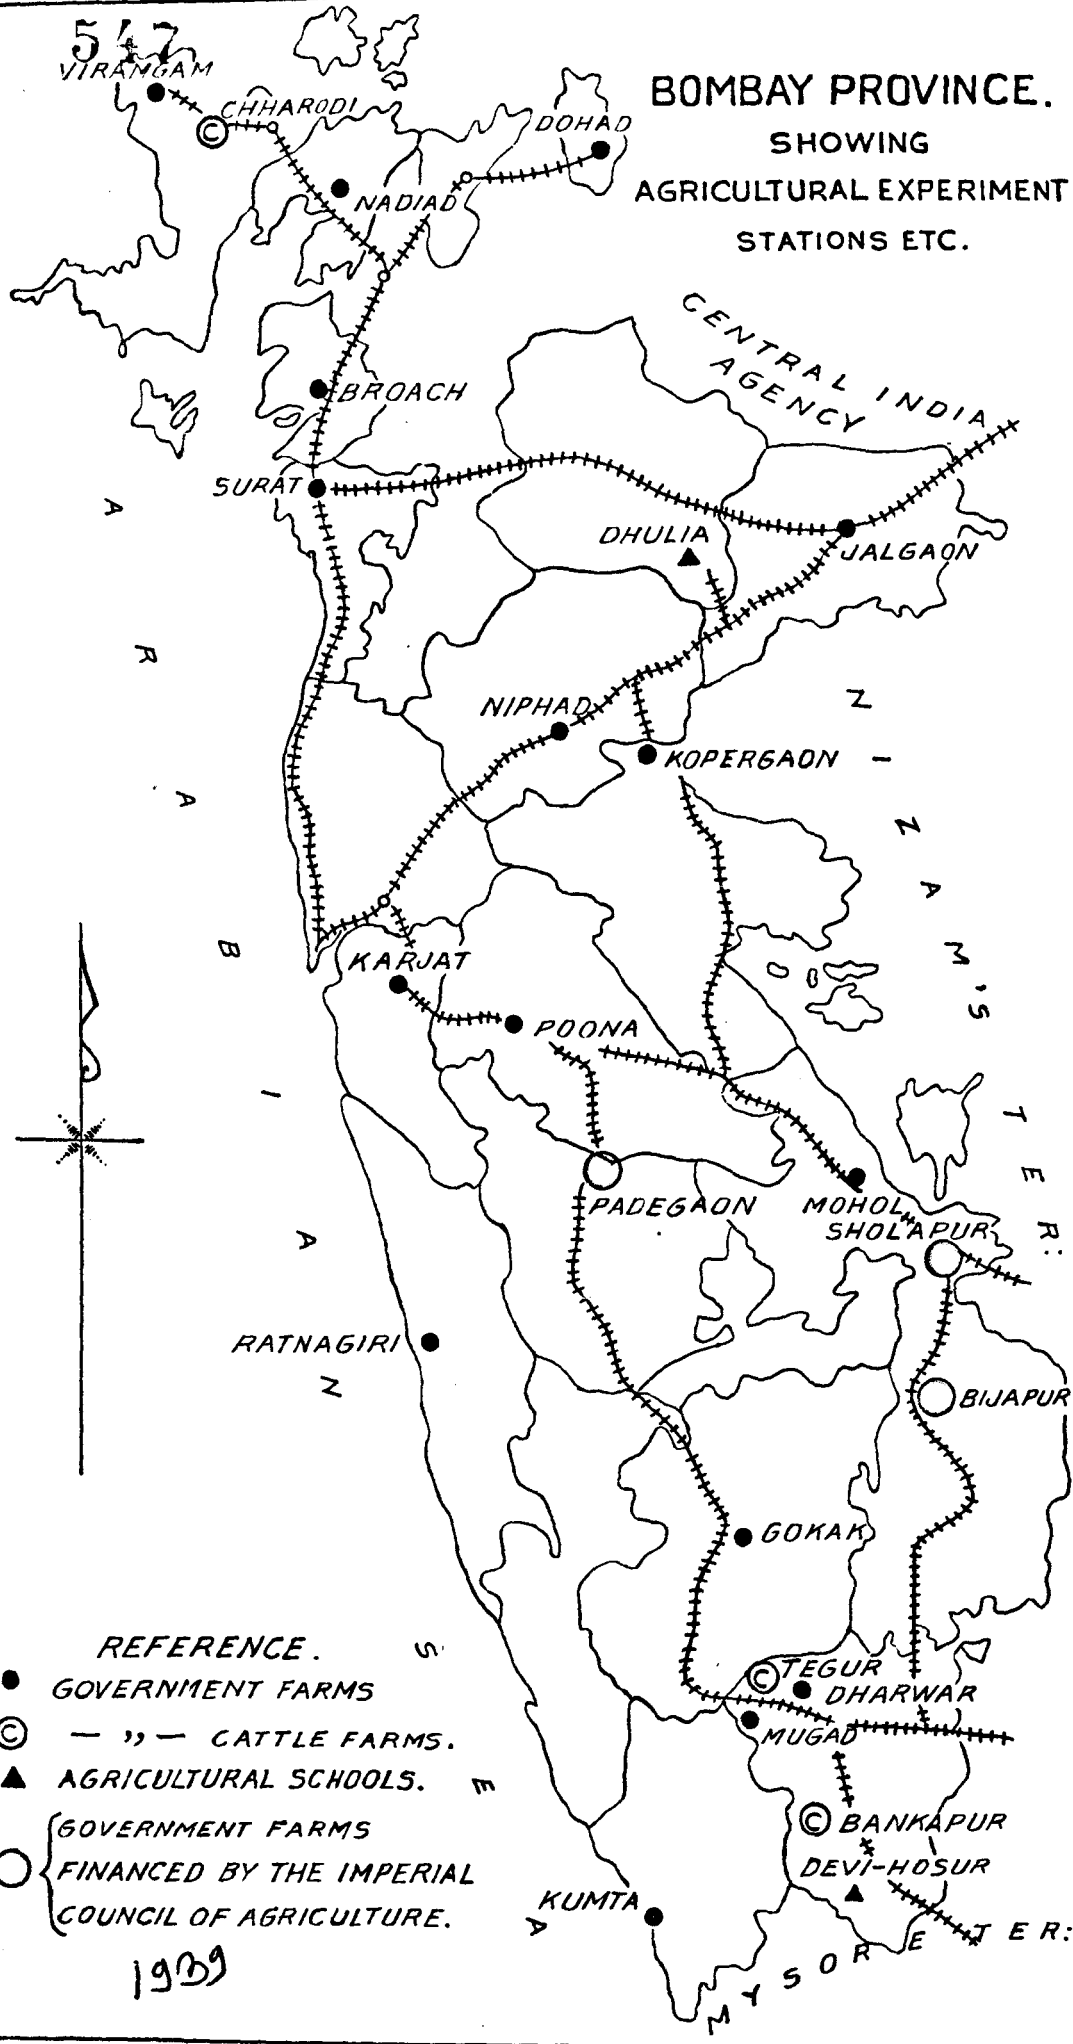 547
BOMBAY PROVINCE.
SHOWING
AGRICULTURAL EXPERIMENT
STATIONS ETC.
VIRAMGAM
CHHARODI
DOHAD
NADIAD
CENTRAL INDIA
AGENCY
BROACH
SURAT
DHULIA
JALGAON
NIPHAD
KOPERGAON
NIZAM'S TER:
ARABIAN SEA
KARJAT
POONA
PADEGAON
MOHOL
SHOLAPUR
RATNAGIRI
BIJAPUR
GOKAK
C TEGUR
DHARWAR
MUGAD
C BANKAPUR
DEVI-HOSUR
KUMTA
MYSORE TER:
REFERENCE.
GOVERNMENT FARMS
C — ,, — CATTLE FARMS.
AGRICULTURAL SCHOOLS.
GOVERNMENT FARMS
FINANCED BY THE IMPERIAL
COUNCIL OF AGRICULTURE.
1939